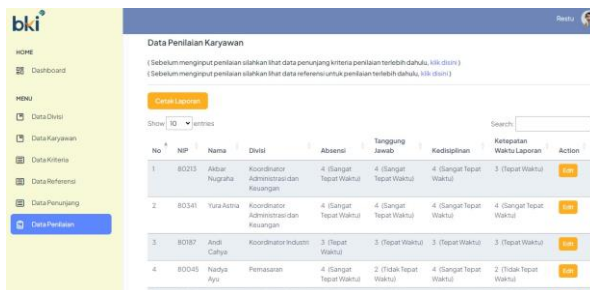 bki
Restu
HOME
Dashboard
MENU
Data Divisi
Data Karyawan
Data Kriteria
Data Referensi
Data Penunjang
Data Penilaian
Data Penilaian Karyawan
( Sebelum menginput penilaian silahkan lihat data penunjang kriteria penilaian terlebih dahulu, klik disini )
( Sebelum menginput penilaian silahkan lihat data referensi untuk penilaian terlebih dahulu, klik disini )
Cetak Laporan
Show 10 entries
Search:
No NIP Nama Divisi Absensi Tanggung Jawab Kedisiplinan Ketepatan Waktu Laporan Action
1 80213 Akbar Nugraha Koordinator Administrasi dan Keuangan 4 (Sangat Tepat Waktu) 4 (Sangat Tepat Waktu) 4 (Sangat Tepat Waktu) 3 (Tepat Waktu) Edit
2 80341 Yura Astria Koordinator Administrasi dan Keuangan 4 (Sangat Tepat Waktu) 4 (Sangat Tepat Waktu) 4 (Sangat Tepat Waktu) 4 (Sangat Tepat Waktu) Edit
3 80187 Andi Cahya Koordinator Industri 3 (Tepat Waktu) 3 (Tepat Waktu) 3 (Tepat Waktu) 3 (Tepat Waktu) Edit
4 80045 Nadya Ayu Pemasaran 4 (Sangat Tepat Waktu) 2 (Tidak Tepat Waktu) 4 (Sangat Tepat Waktu) 2 (Tidak Tepat Waktu) Edit